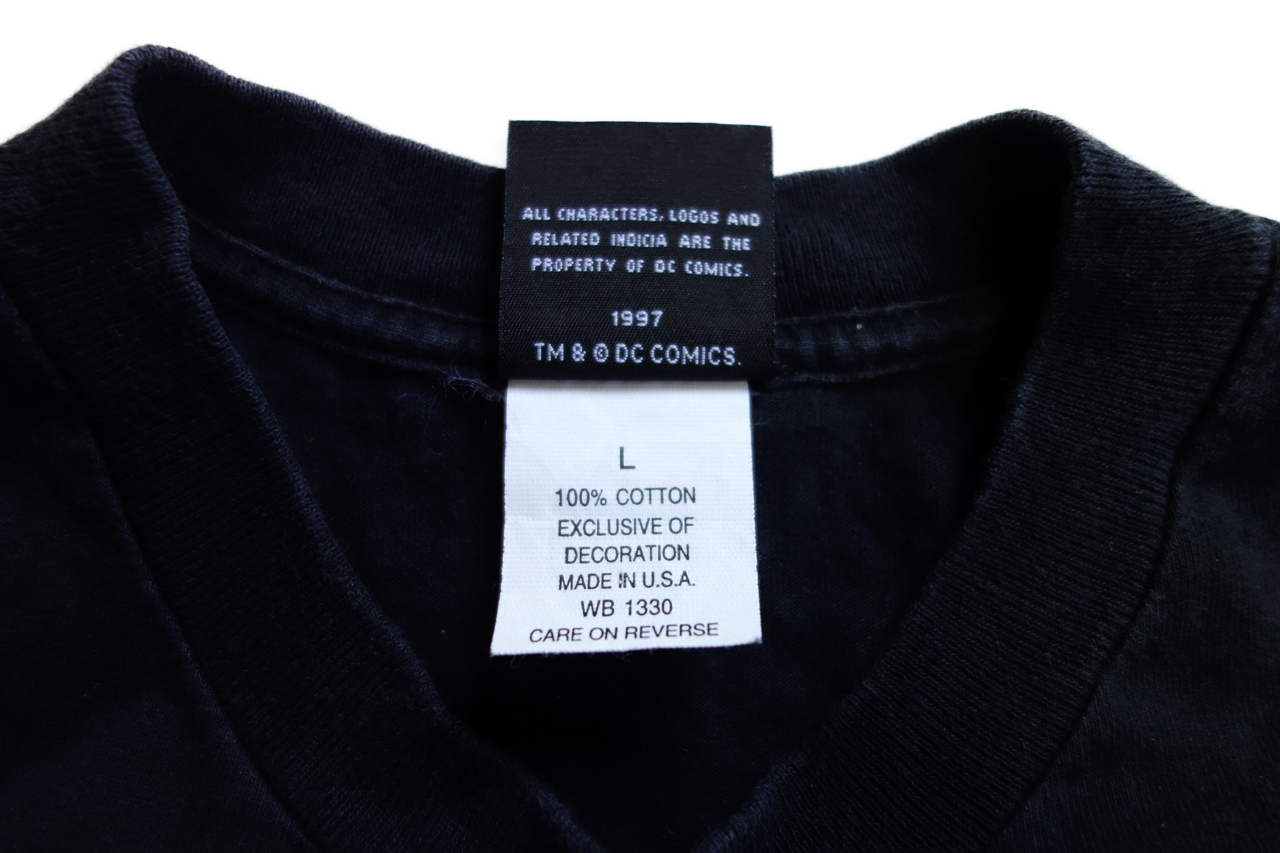 ALL CHARACTERS, LOGOS AND
RELATED INDICIA ARE THE
PROPERTY OF DC COMICS.
1997
TM & © DC COMICS.
L
100% COTTON
EXCLUSIVE OF
DECORATION
MADE IN U.S.A.
WB 1330
CARE ON REVERSE